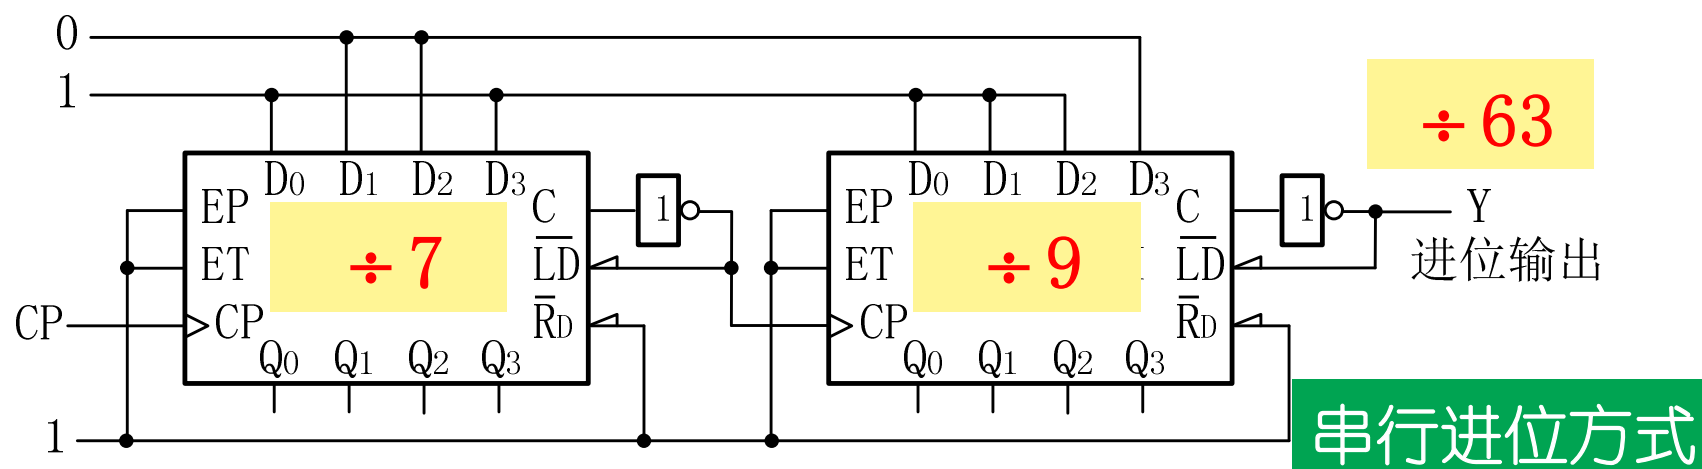 0
1
÷63
D0 D1 D2 D3
D0 D1 D2 D3
EP C 1
EP C 1 Y
÷7
÷9
ET LD
ET LD 进位输出
CP CP RD
CP RD
Q0 Q1 Q2 Q3
Q0 Q1 Q2 Q3
1
串行进位方式